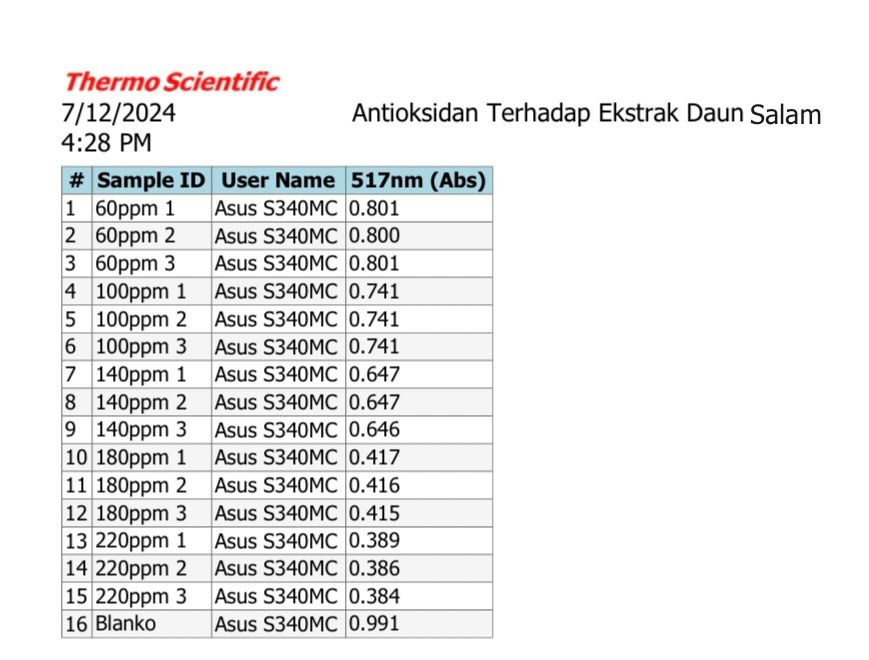 Thermo Scientific
7/12/2024 Antioksidan Terhadap Ekstrak Daun Salam
4:28 PM
# Sample ID User Name 517nm (Abs)
1 60ppm 1 Asus S340MC 0.801
2 60ppm 2 Asus S340MC 0.800
3 60ppm 3 Asus S340MC 0.801
4 100ppm 1 Asus S340MC 0.741
5 100ppm 2 Asus S340MC 0.741
6 100ppm 3 Asus S340MC 0.741
7 140ppm 1 Asus S340MC 0.647
8 140ppm 2 Asus S340MC 0.647
9 140ppm 3 Asus S340MC 0.646
10 180ppm 1 Asus S340MC 0.417
11 180ppm 2 Asus S340MC 0.416
12 180ppm 3 Asus S340MC 0.415
13 220ppm 1 Asus S340MC 0.389
14 220ppm 2 Asus S340MC 0.386
15 220ppm 3 Asus S340MC 0.384
16 Blanko Asus S340MC 0.991